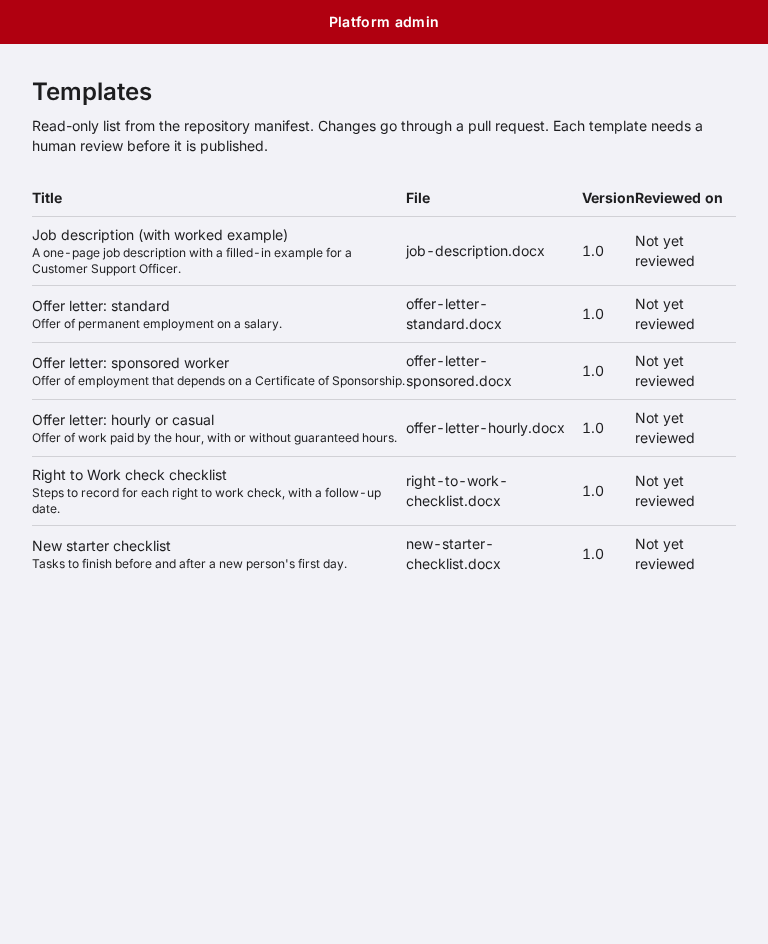 Platform admin
Templates
Read-only list from the repository manifest. Changes go through a pull request. Each template needs a
human review before it is published.
Title File Version Reviewed on
Job description (with worked example)
A one-page job description with a filled-in example for a
Customer Support Officer.
job-description.docx 1.0 Not yet
reviewed
Offer letter: standard
Offer of permanent employment on a salary.
offer-letter-
standard.docx
1.0
Not yet
reviewed
Offer letter: sponsored worker
Offer of employment that depends on a Certificate of Sponsorship.
offer-letter-
sponsored.docx
1.0
Not yet
reviewed
Offer letter: hourly or casual
Offer of work paid by the hour, with or without guaranteed hours.
offer-letter-hourly.docx
1.0
Not yet
reviewed
Right to Work check checklist
Steps to record for each right to work check, with a follow-up
date.
right-to-work-
checklist.docx
1.0
Not yet
reviewed
New starter checklist
Tasks to finish before and after a new person's first day.
new-starter-
checklist.docx
1.0
Not yet
reviewed